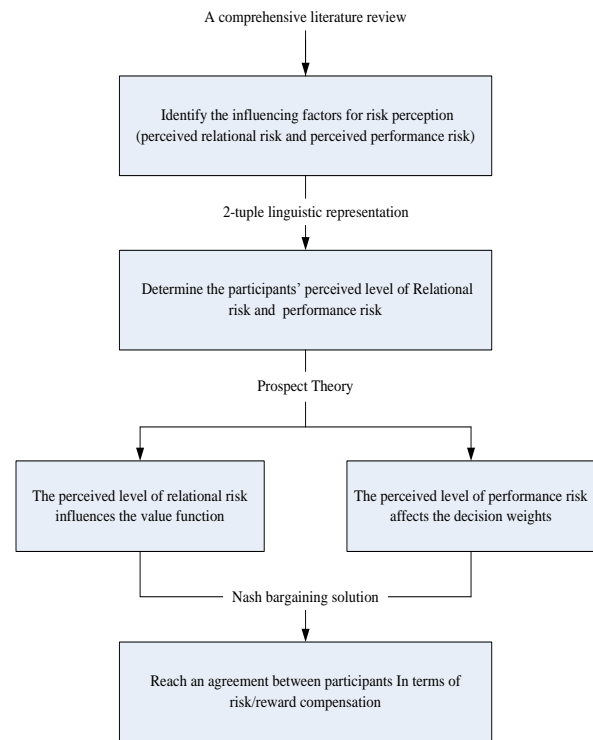 A comprehensive literature review
Identify the influencing factors for risk perception
(perceived relational risk and perceived performance risk)
2-tuple linguistic representation
Determine the participants’ perceived level of Relational
risk and performance risk
Prospect Theory
The perceived level of relational risk
influences the value function
The perceived level of performance risk
affects the decision weights
Nash bargaining solution
Reach an agreement between participants In terms of
risk/reward compensation